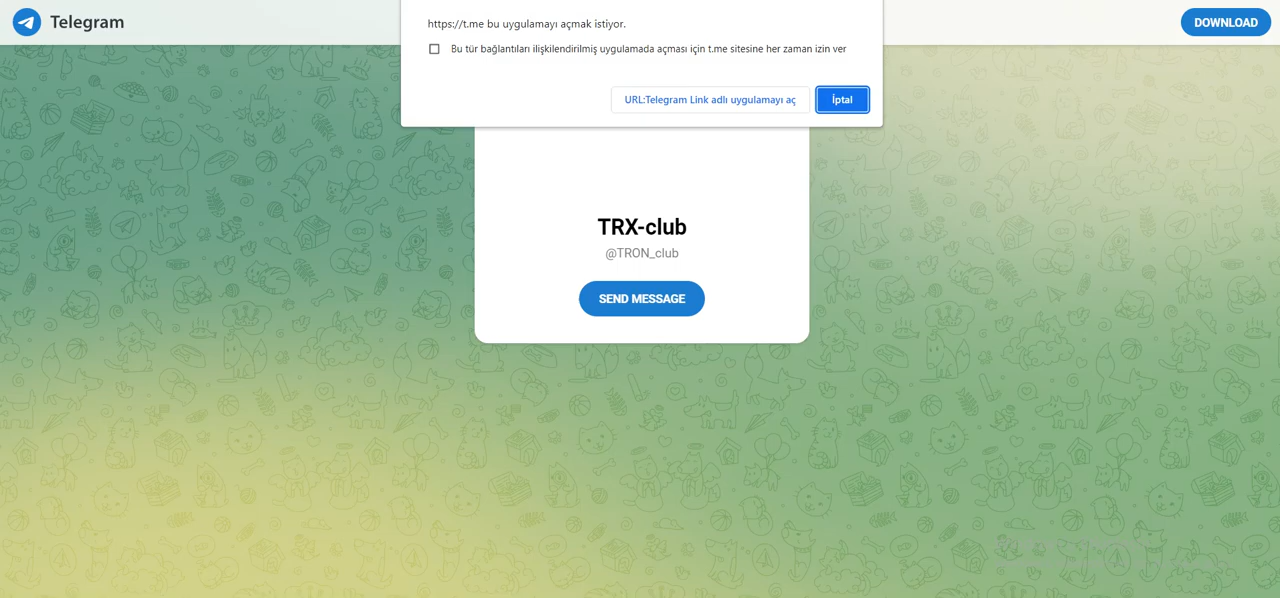 Telegram
DOWNLOAD
https://t.me bu uygulamayı açmak istiyor.
Bu tür bağlantıları ilişkilendirilmiş uygulamada açması için t.me sitesine her zaman izin ver
URL:Telegram Link adlı uygulamayı aç
İptal
TRX-club
@TRON_club
SEND MESSAGE